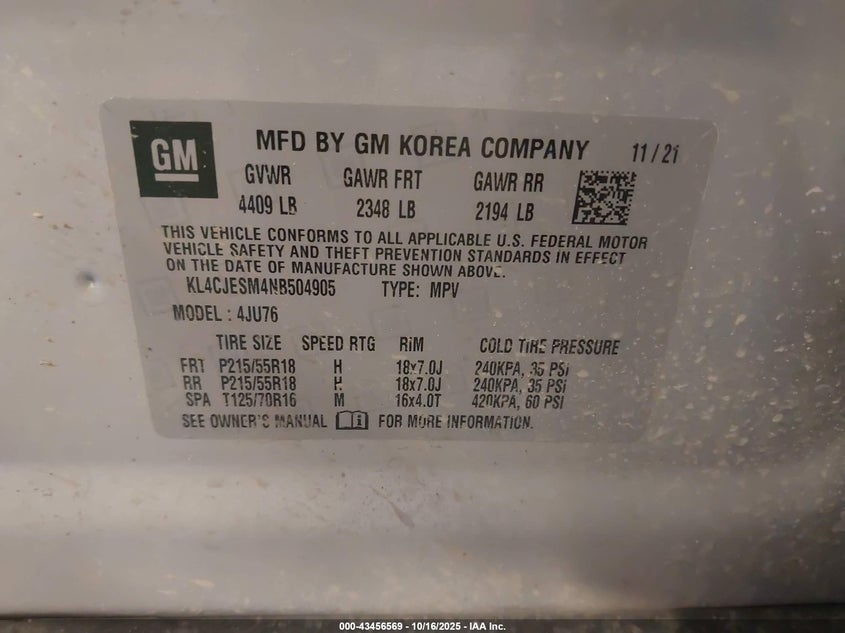 GM
MFD BY GM KOREA COMPANY 11/21
GVWR GAWR FRT GAWR RR
4409 LB 2348 LB 2194 LB
THIS VEHICLE CONFORMS TO ALL APPLICABLE U.S. FEDERAL MOTOR
VEHICLE SAFETY AND THEFT PREVENTION STANDARDS IN EFFECT
ON THE DATE OF MANUFACTURE SHOWN ABOVE.
KL4CJESM4NB504905 TYPE: MPV
MODEL : 4JU76
TIRE SIZE SPEED RTG RIM COLD TIRE PRESSURE
FRT P215/55R18 H 18x7.0J 240KPA, 35 PSI
RR P215/55R18 H 18x7.0J 240KPA, 35 PSI
SPA T125/70R16 M 16x4.0T 420KPA, 60 PSI
SEE OWNER'S MANUAL FOR MORE INFORMATION.
000-43456569 - 10/16/2025 - IAA Inc.